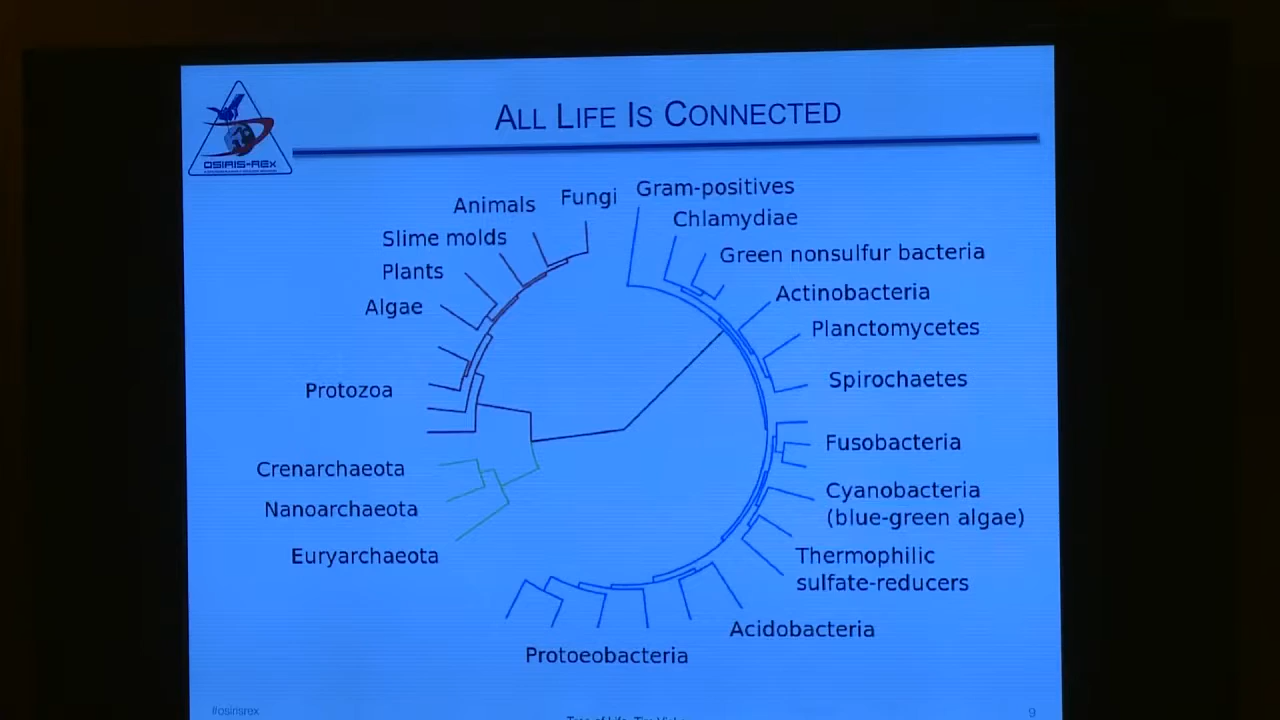 ALL LIFE IS CONNECTED
OSIRIS-REx
Fungi
Gram-positives
Animals
Chlamydiae
Slime molds
Green nonsulfur bacteria
Plants
Actinobacteria
Algae
Planctomycetes
Spirochaetes
Protozoa
Fusobacteria
Crenarchaeota
Cyanobacteria
(blue-green algae)
Nanoarchaeota
Euryarchaeota
Thermophilic
sulfate-reducers
Acidobacteria
Protoeobacteria
#osirisrex
9